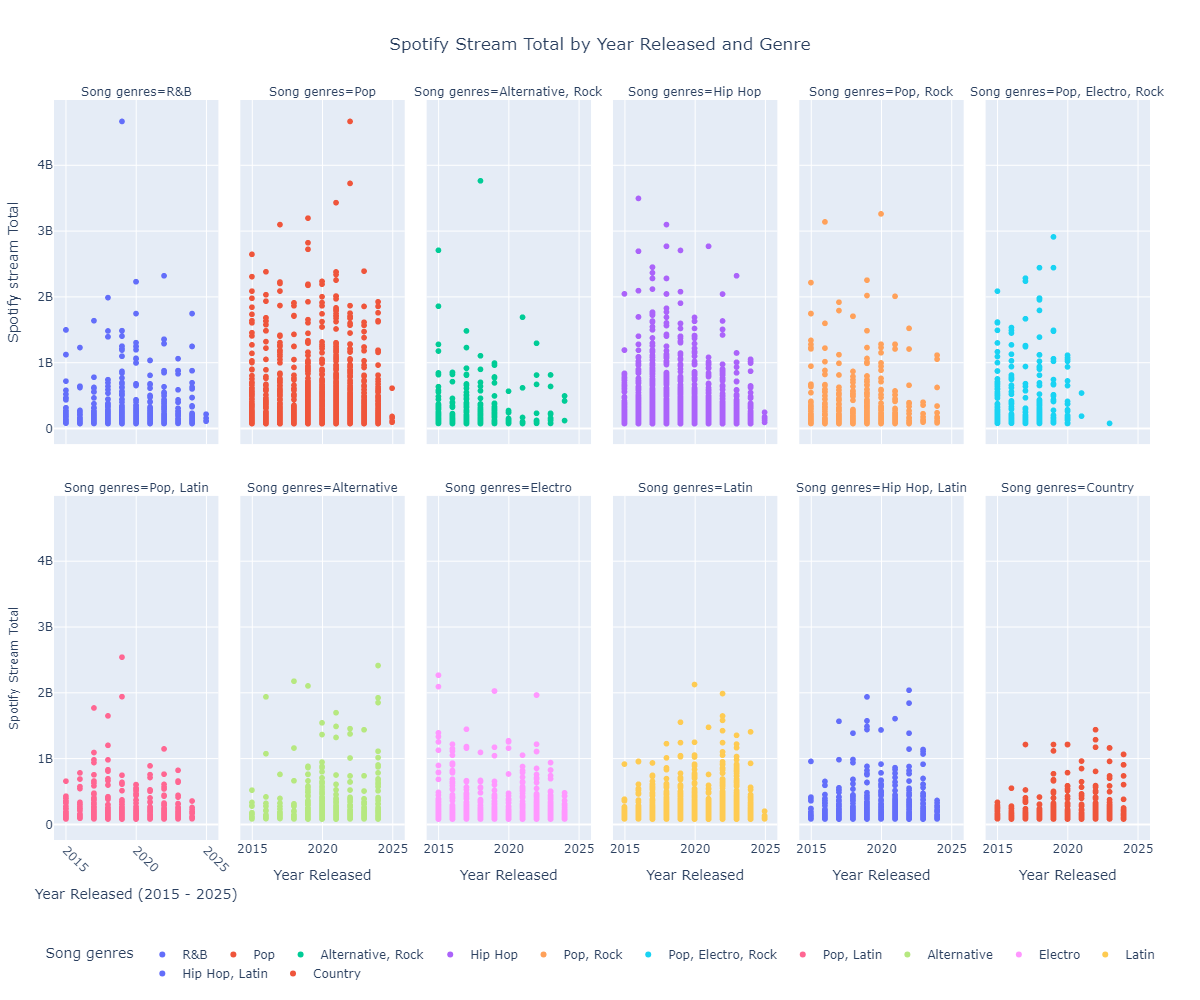 Spotify Stream Total by Year Released and Genre
Song genres=R&B Song genres=Pop Song genres=Alternative, Rock Song genres=Hip Hop Song genres=Pop, Rock Song genres=Pop, Electro, Rock
4B
3B
2B
1B
0
Spotify stream Total
Song genres=Pop, Latin Song genres=Alternative Song genres=Electro Song genres=Latin Song genres=Hip Hop, Latin Song genres=Country
4B
3B
2B
1B
0
Spotify Stream Total
2015 2020 2025 2015 2020 2025 2015 2020 2025 2015 2020 2025 2015 2020 2025 2015 2020 2025
Year Released Year Released Year Released Year Released Year Released
Year Released (2015 - 2025)
Song genres R&B Pop Alternative, Rock Hip Hop Pop, Rock Pop, Electro, Rock Pop, Latin Alternative Electro Latin
Hip Hop, Latin Country